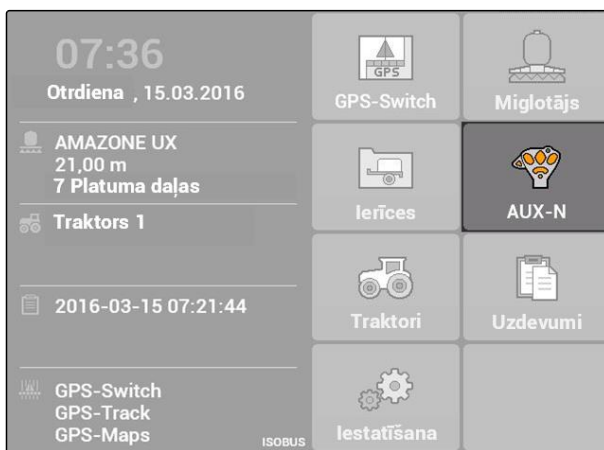 07:36
Otrdiena , 15.03.2016
AMAZONE UX
21,00 m
7 Platuma daļas
Traktors 1
2016-03-15 07:21:44
GPS-Switch
GPS-Track
GPS-Maps
ISOBUS
GPS
GPS-Switch
Miglotājs
Ierīces
AUX-N
Traktori
Uzdevumi
Iestatīšana